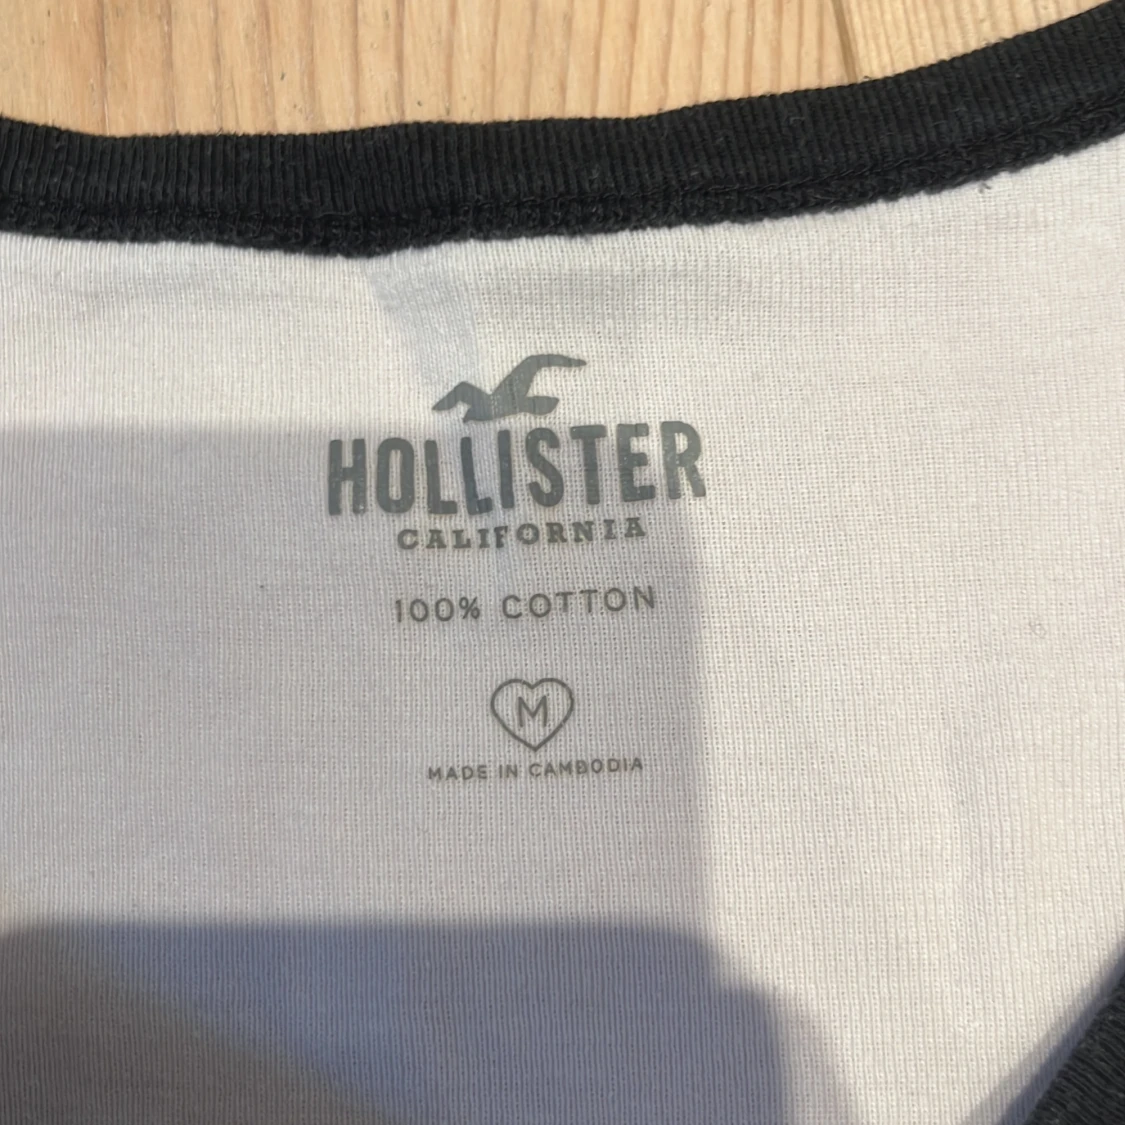 HOLLISTER
CALIFORNIA
100% COTTON
M
MADE IN CAMBODIA